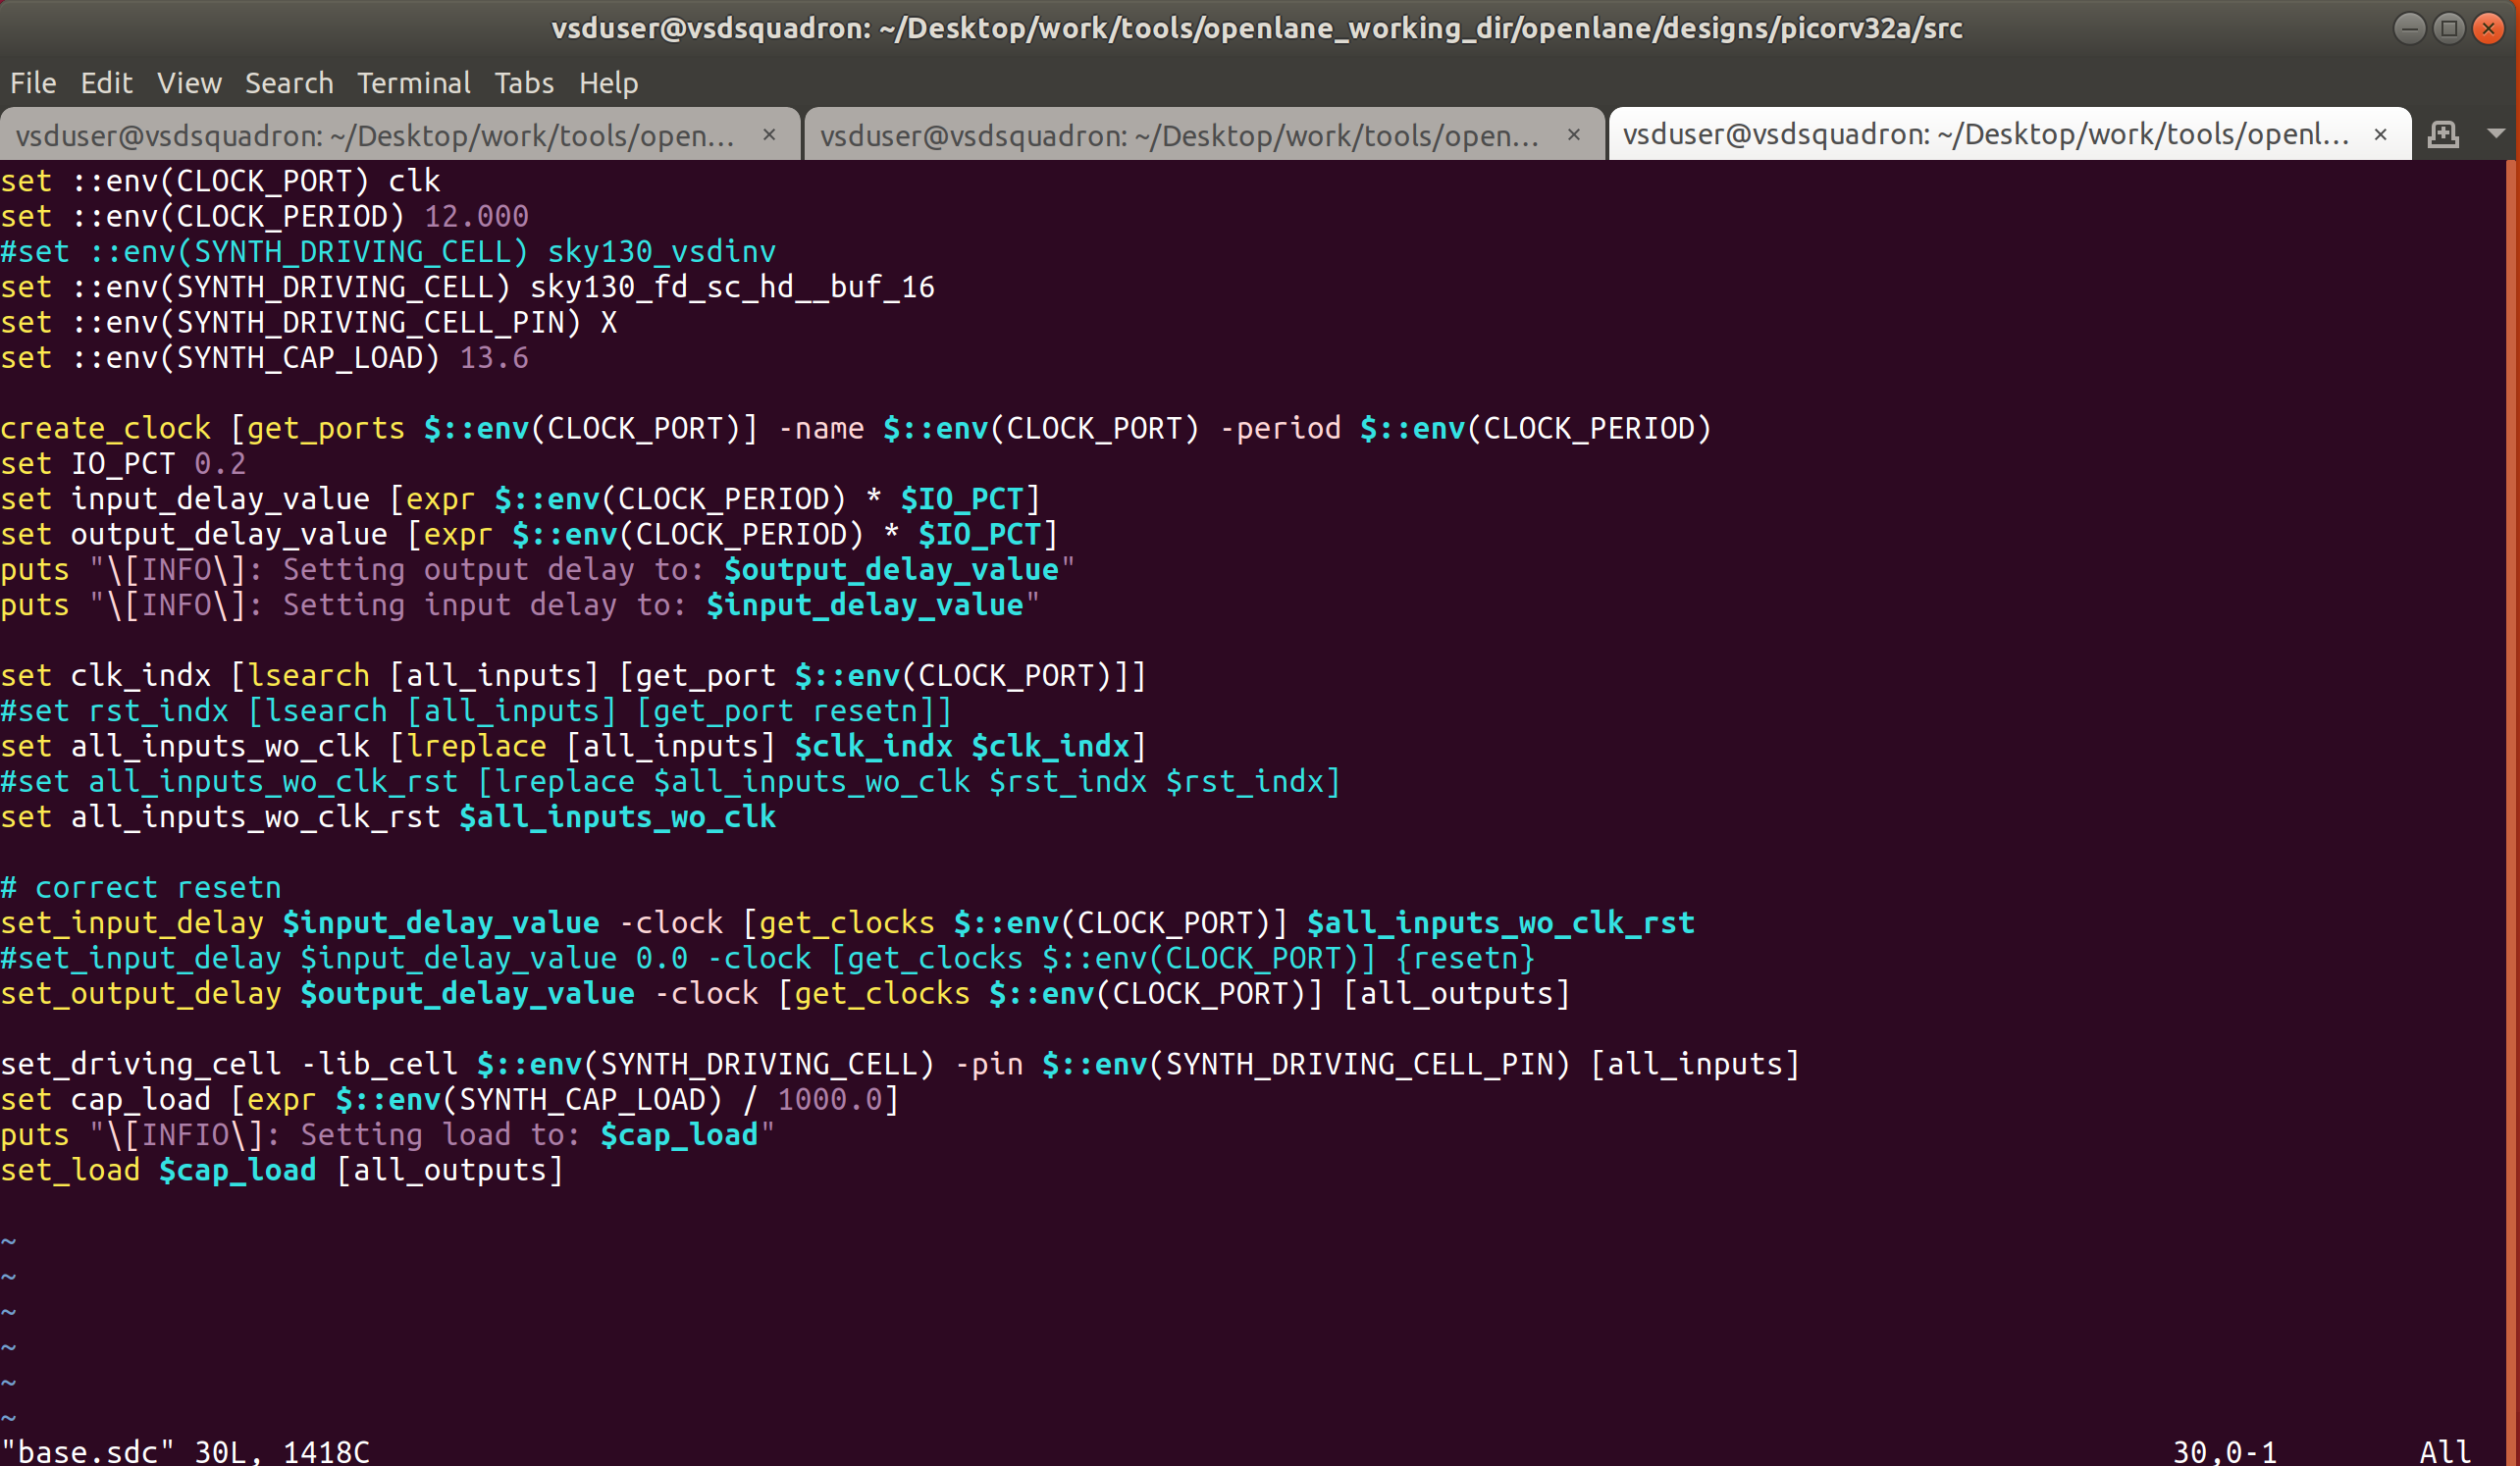 vsduser@vsdsquadron: ~/Desktop/work/tools/openlane_working_dir/openlane/designs/picorv32a/src
File Edit View Search Terminal Tabs Help
vsduser@vsdsquadron: ~/Desktop/work/tools/open... × vsduser@vsdsquadron: ~/Desktop/work/tools/open... × vsduser@vsdsquadron: ~/Desktop/work/tools/openl... ×
set ::env(CLOCK_PORT) clk
set ::env(CLOCK_PERIOD) 12.000
#set ::env(SYNTH_DRIVING_CELL) sky130_vsdinv
set ::env(SYNTH_DRIVING_CELL) sky130_fd_sc_hd__buf_16
set ::env(SYNTH_DRIVING_CELL_PIN) X
set ::env(SYNTH_CAP_LOAD) 13.6
create_clock [get_ports $::env(CLOCK_PORT)] -name $::env(CLOCK_PORT) -period $::env(CLOCK_PERIOD)
set IO_PCT 0.2
set input_delay_value [expr $::env(CLOCK_PERIOD) * $IO_PCT]
set output_delay_value [expr $::env(CLOCK_PERIOD) * $IO_PCT]
puts "\[INFO\]: Setting output delay to: $output_delay_value"
puts "\[INFO\]: Setting input delay to: $input_delay_value"
set clk_indx [lsearch [all_inputs] [get_port $::env(CLOCK_PORT)]]
#set rst_indx [lsearch [all_inputs] [get_port resetn]]
set all_inputs_wo_clk [lreplace [all_inputs] $clk_indx $clk_indx]
#set all_inputs_wo_clk_rst [lreplace $all_inputs_wo_clk $rst_indx $rst_indx]
set all_inputs_wo_clk_rst $all_inputs_wo_clk
# correct resetn
set_input_delay $input_delay_value -clock [get_clocks $::env(CLOCK_PORT)] $all_inputs_wo_clk_rst
#set_input_delay $input_delay_value 0.0 -clock [get_clocks $::env(CLOCK_PORT)] {resetn}
set_output_delay $output_delay_value -clock [get_clocks $::env(CLOCK_PORT)] [all_outputs]
set_driving_cell -lib_cell $::env(SYNTH_DRIVING_CELL) -pin $::env(SYNTH_DRIVING_CELL_PIN) [all_inputs]
set cap_load [expr $::env(SYNTH_CAP_LOAD) / 1000.0]
puts "\[INFIO\]: Setting load to: $cap_load"
set_load $cap_load [all_outputs]
~
~
~
~
~
~
"base.sdc" 30L, 1418C 30,0-1 All